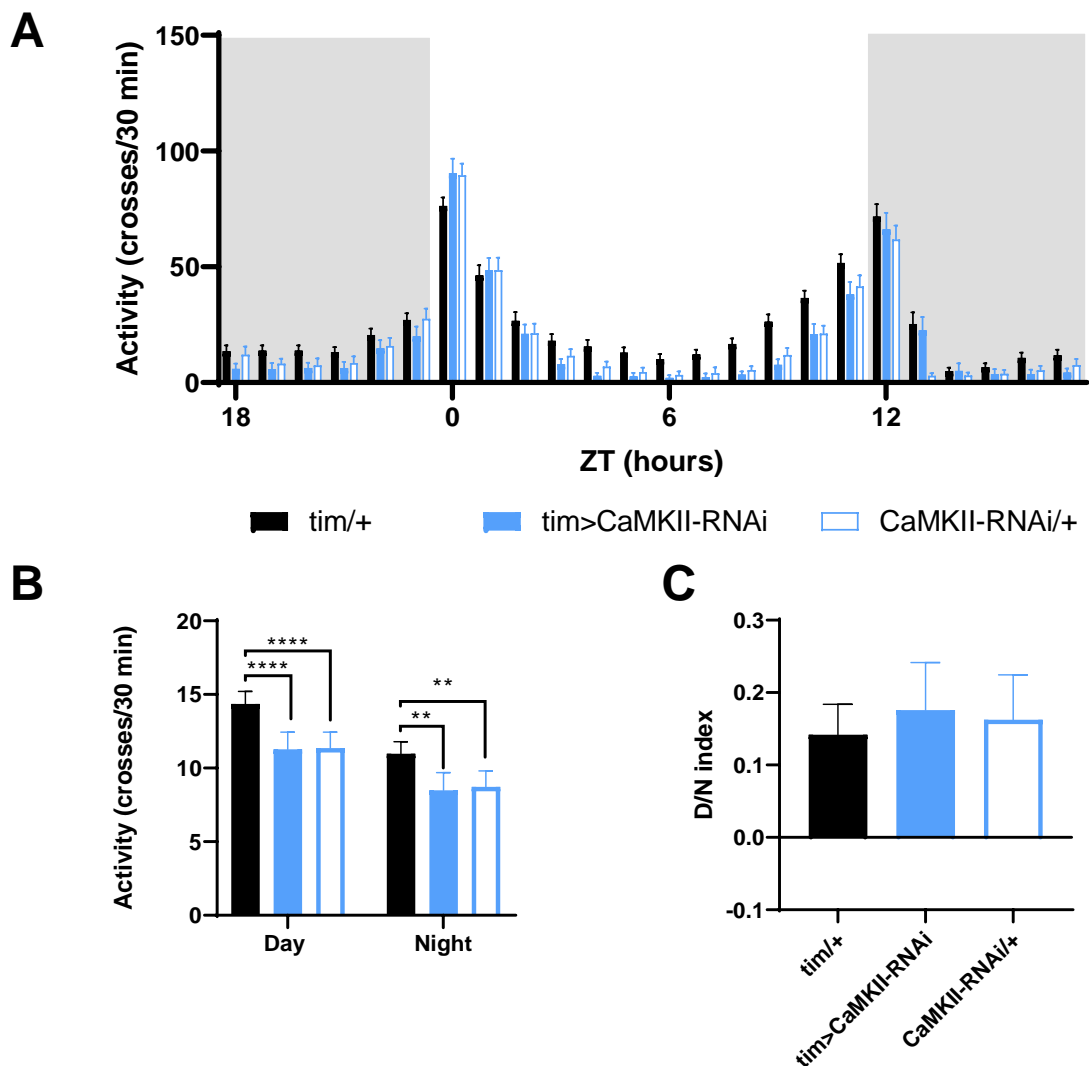 A
Activity (crosses/30 min)
150
100
50
0
18
0
6
12
ZT (hours)
tim/+
tim>CaMKII-RNAi
CaMKII-RNAi/+
B
Activity (crosses/30 min)
20
15
10
5
0
****
****
**
**
Day
Night
C
D/N index
0.3
0.2
0.1
0.0
-0.1
tim/+
tim>CaMKII-RNAi
CaMKII-RNAi/+